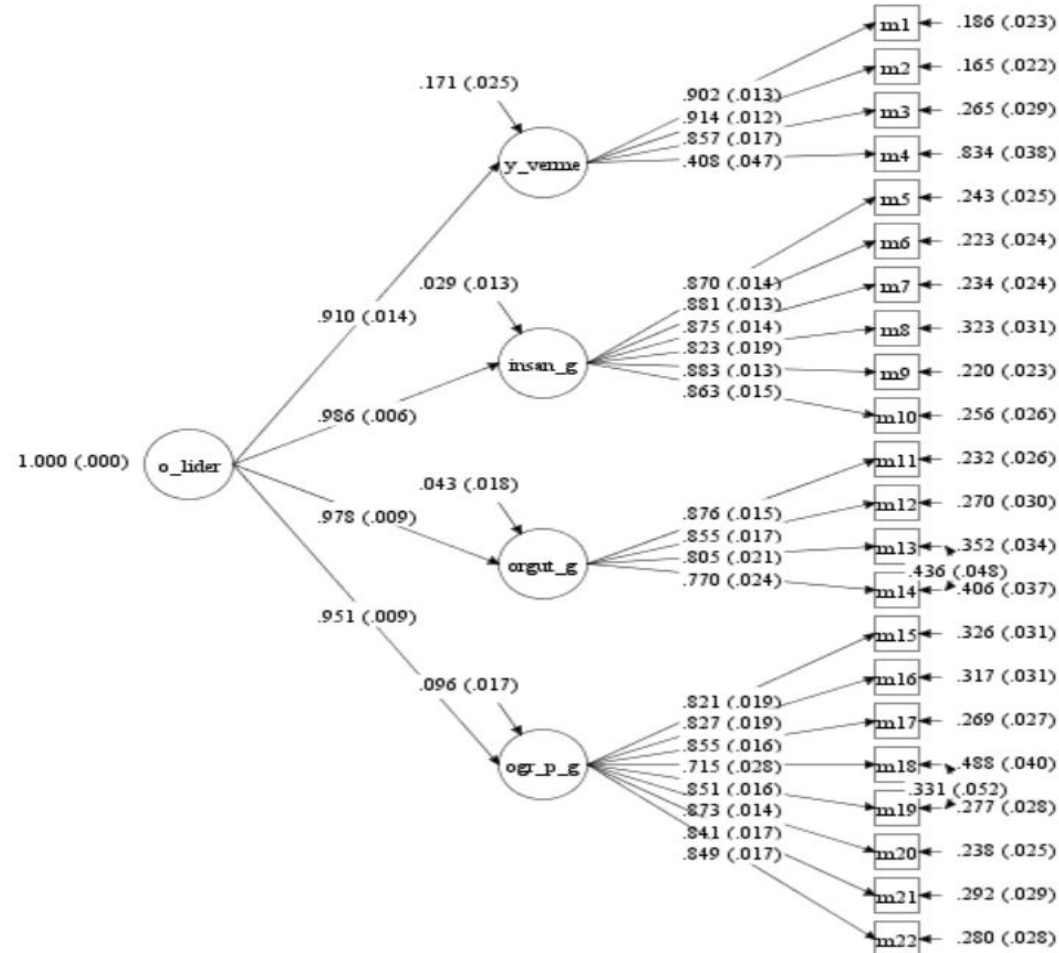 m1 .186 (.023)
m2 .165 (.022)
.171 (.025)
.902 (.013)
.914 (.012)
m3 .265 (.029)
.857 (.017)
y_verme
.408 (.047)
m4 .834 (.038)
m5 .243 (.025)
m6 .223 (.024)
.029 (.013)
.870 (.014)
.881 (.013)
m7 .234 (.024)
.910 (.014)
.875 (.014)
m8 .323 (.031)
.823 (.019)
insan_g
.883 (.013)
m9 .220 (.023)
.863 (.015)
.986 (.006)
m10 .256 (.026)
1.000 (.000)
o_lider
m11 .232 (.026)
.043 (.018)
m12 .270 (.030)
.978 (.009)
.876 (.015)
.855 (.017)
m13 .352 (.034)
.805 (.021)
orgut_g
.436 (.048)
.770 (.024)
m14 .406 (.037)
.951 (.009)
m15 .326 (.031)
.096 (.017)
m16 .317 (.031)
.821 (.019)
.827 (.019)
m17 .269 (.027)
.855 (.016)
ogr_p_g
.715 (.028)
m18 .488 (.040)
.331 (.052)
.851 (.016)
m19 .277 (.028)
.873 (.014)
.841 (.017)
m20 .238 (.025)
.849 (.017)
m21 .292 (.029)
m22 .280 (.028)